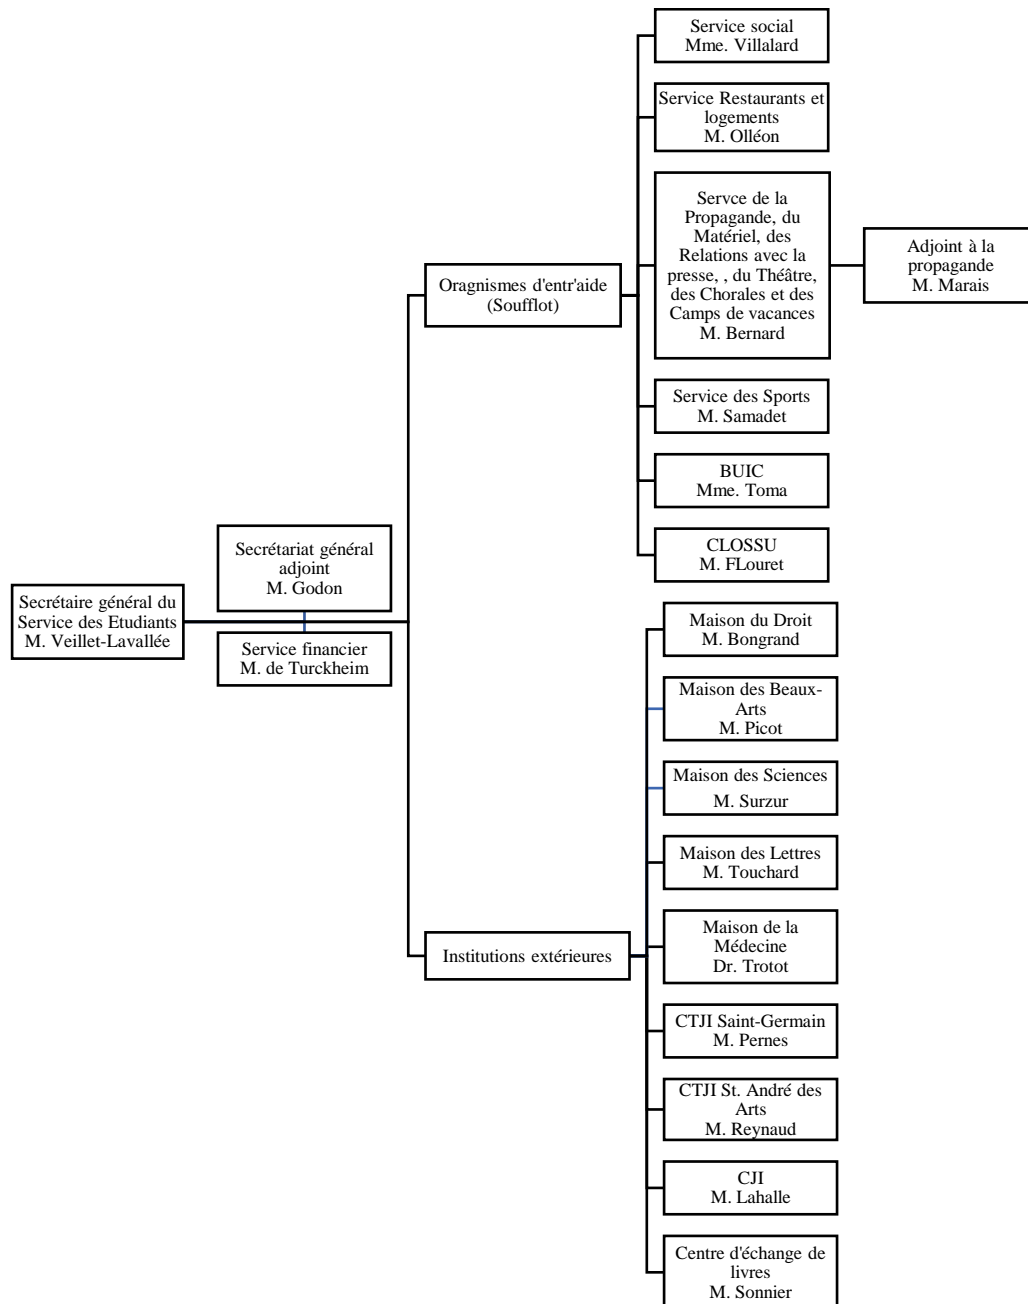 Service social
Mme. Villalard
Service Restaurants et
logements
M. Olléon
Servce de la
Propagande, du
Matériel, des
Relations avec la
presse, , du Théâtre,
des Chorales et des
Camps de vacances
M. Bernard
Adjoint à la
propagande
M. Marais
Oragnismes d'entr'aide
(Soufflot)
Service des Sports
M. Samadet
BUIC
Mme. Toma
CLOSSU
M. FLouret
Secrétariat général
adjoint
M. Godon
Secrétaire général du
Service des Etudiants
M. Veillet-Lavallée
Service financier
M. de Turckheim
Maison du Droit
M. Bongrand
Maison des Beaux-
Arts
M. Picot
Maison des Sciences
M. Surzur
Maison des Lettres
M. Touchard
Maison de la
Médecine
Dr. Trotot
Institutions extérieures
CTJI Saint-Germain
M. Pernes
CTJI St. André des
Arts
M. Reynaud
CJI
M. Lahalle
Centre d'échange de
livres
M. Sonnier